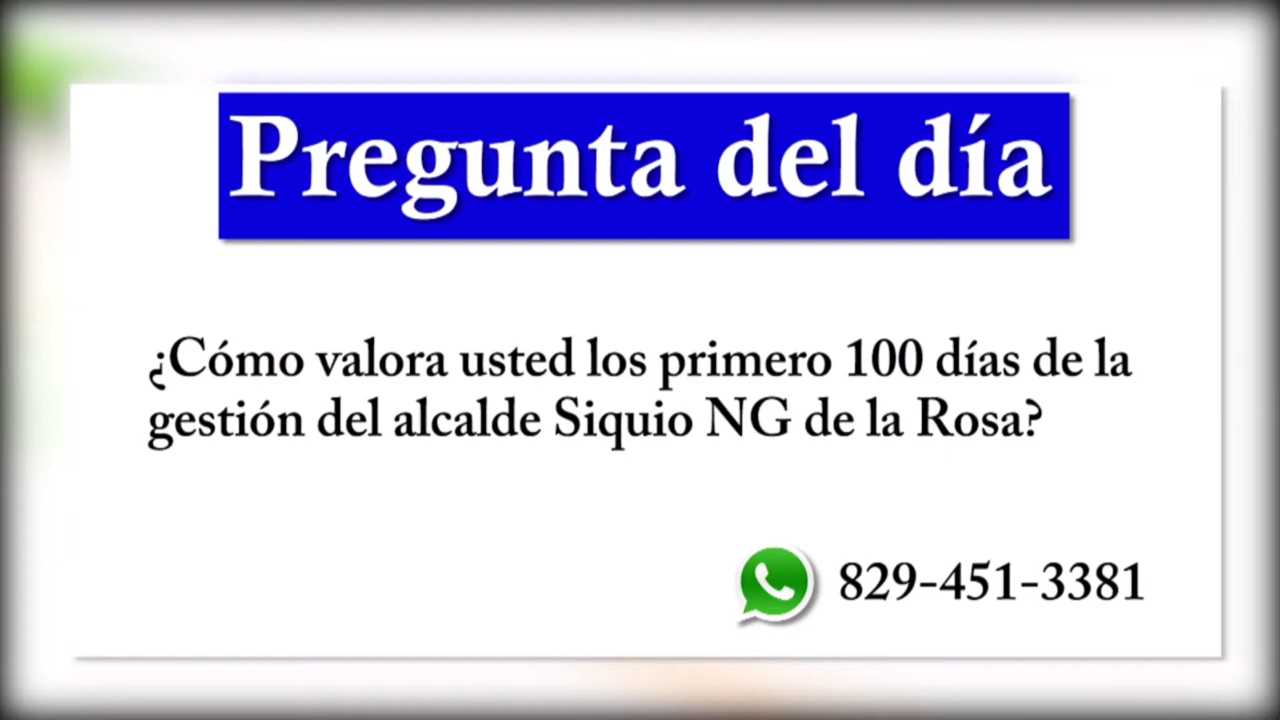 Pregunta del día
¿Cómo valora usted los primero 100 días de la
gestión del alcalde Siquio NG de la Rosa?
829-451-3381